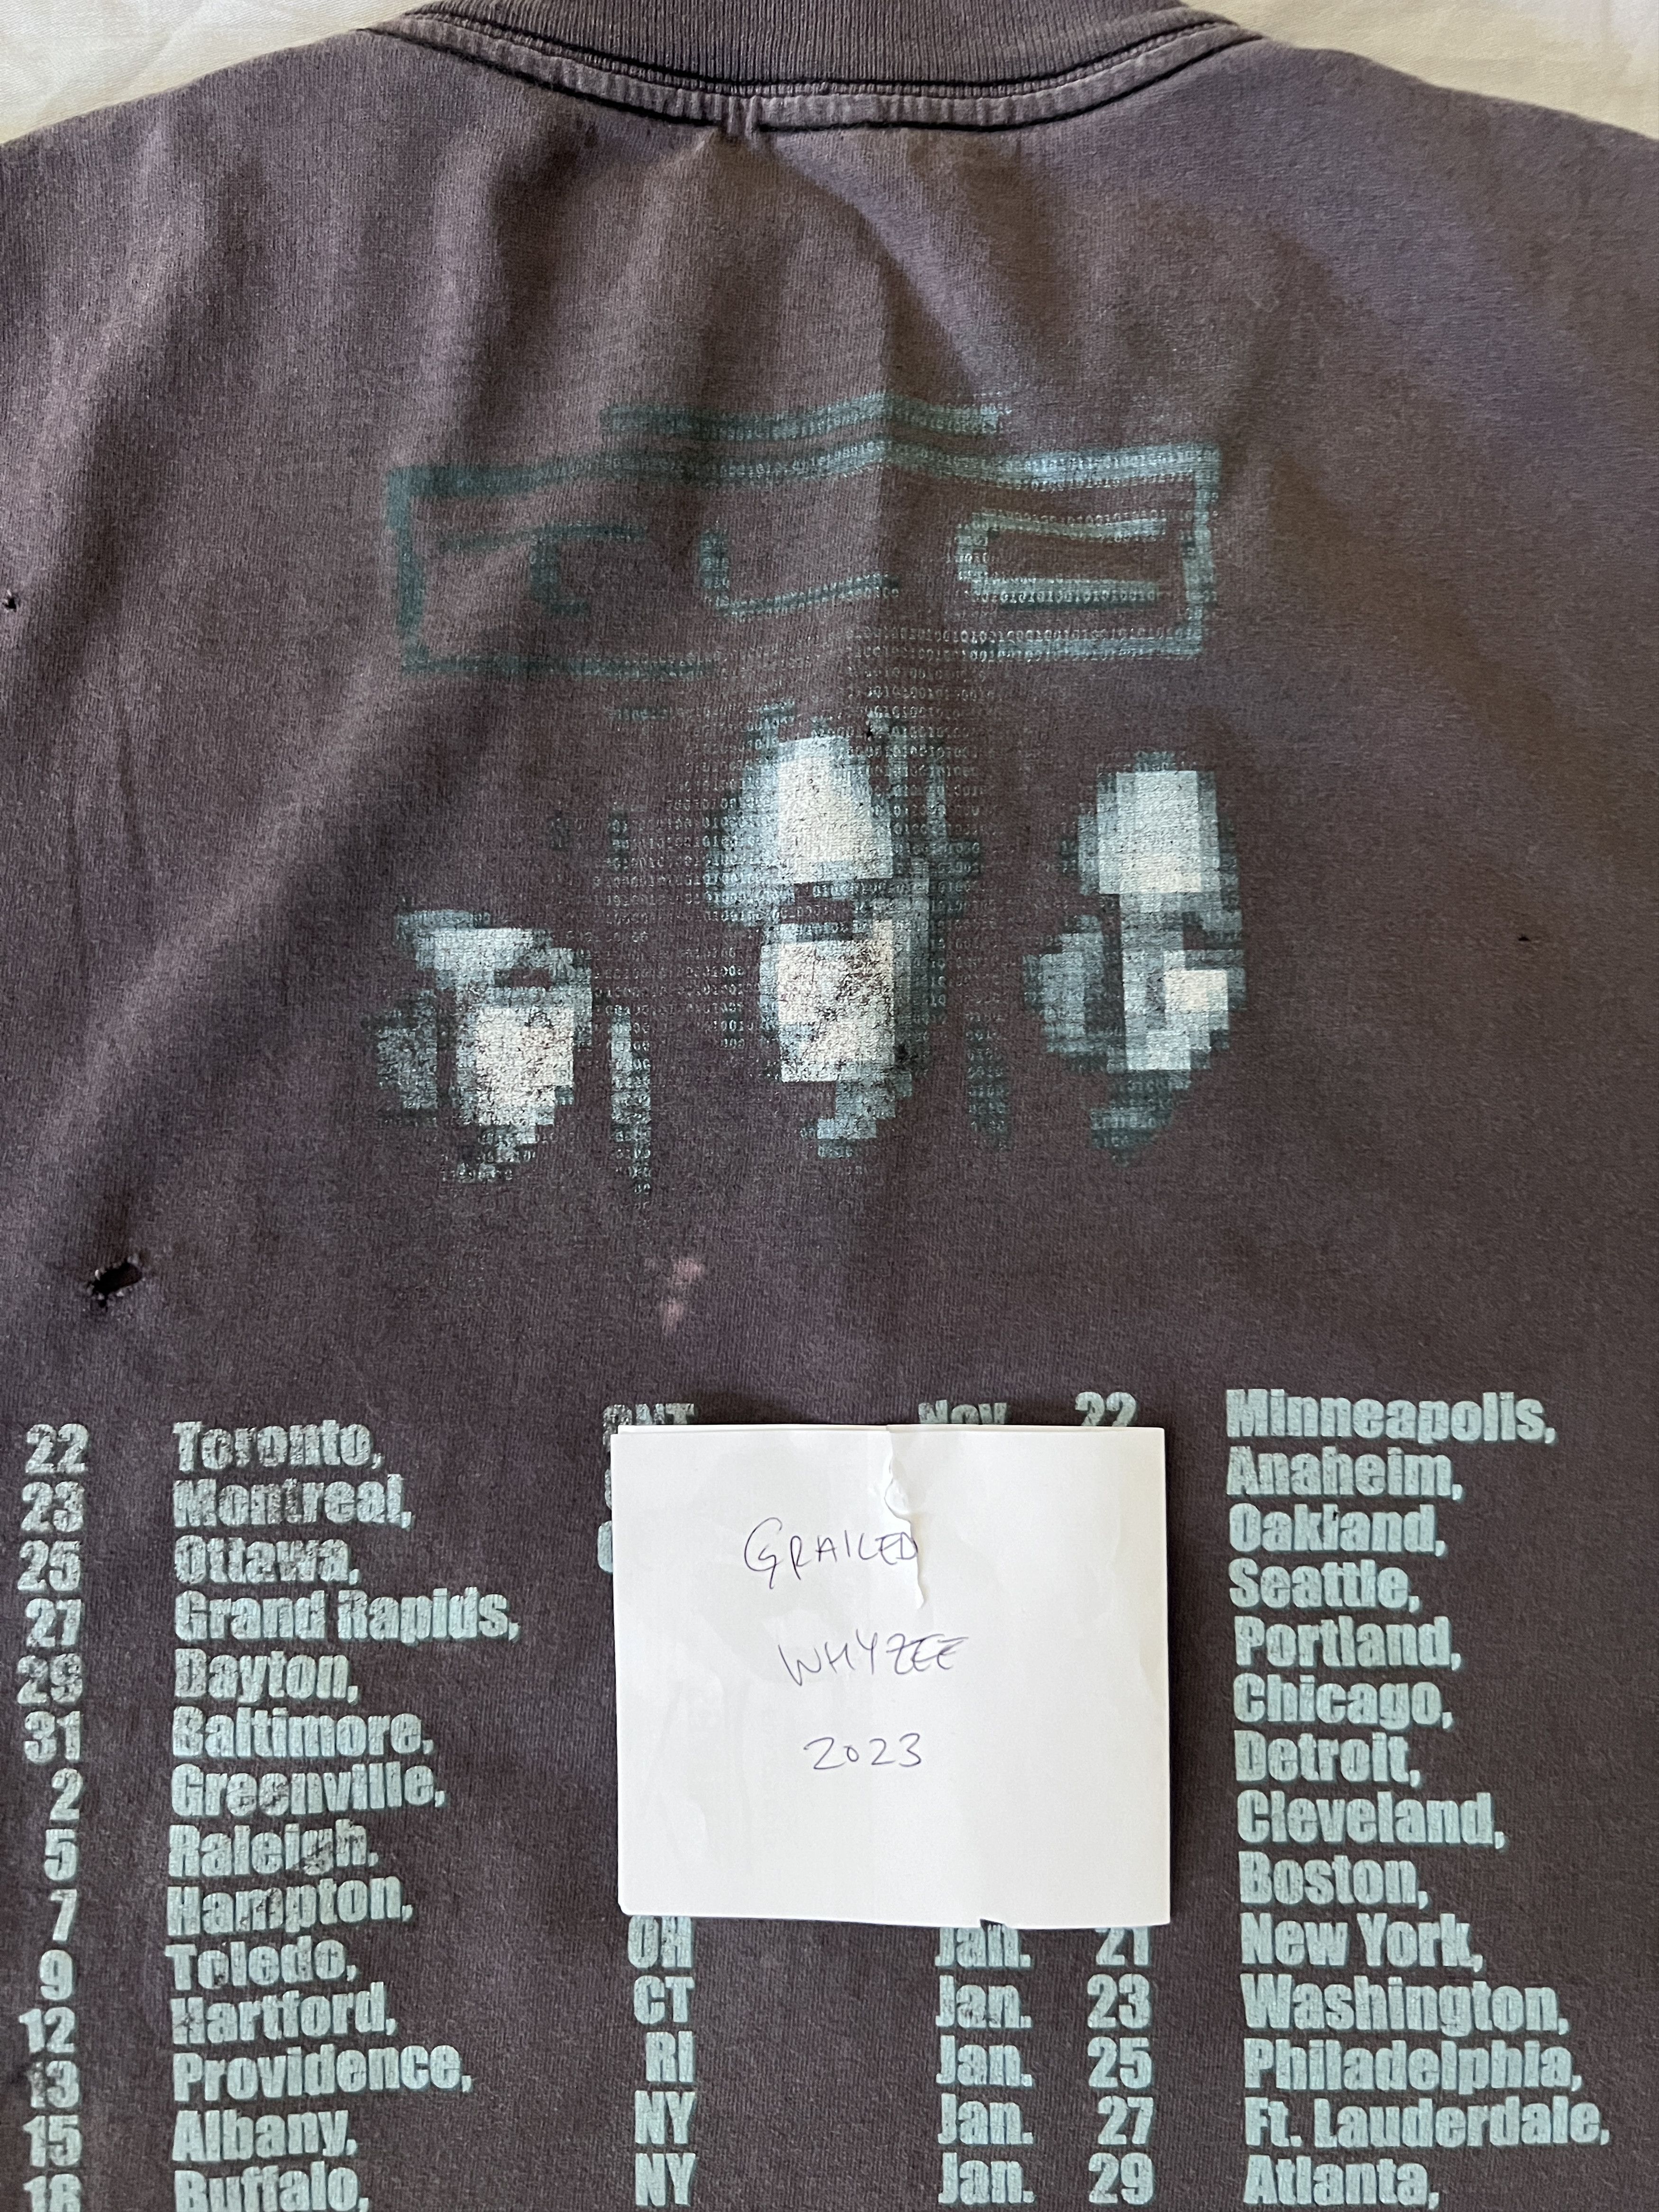 TLC
22 Toronto, ONT Nov. 22 Minneapolis,
23 Montreal, Anaheim,
25 Ottawa, Oakland,
27 Grand Rapids, Seattle,
29 Dayton, Portland,
31 Baltimore, Chicago,
2 Greenville, Detroit,
5 Raleigh, Cleveland,
7 Hampton, Boston,
9 Toledo, OH Jan. 21 New York,
12 Hartford, CT Jan. 23 Washington,
13 Providence, RI Jan. 25 Philadelphia,
15 Albany, NY Jan. 27 Ft. Lauderdale,
Buffalo, NY Jan. 29 Atlanta,
GRAILED
WHYZEE
2023